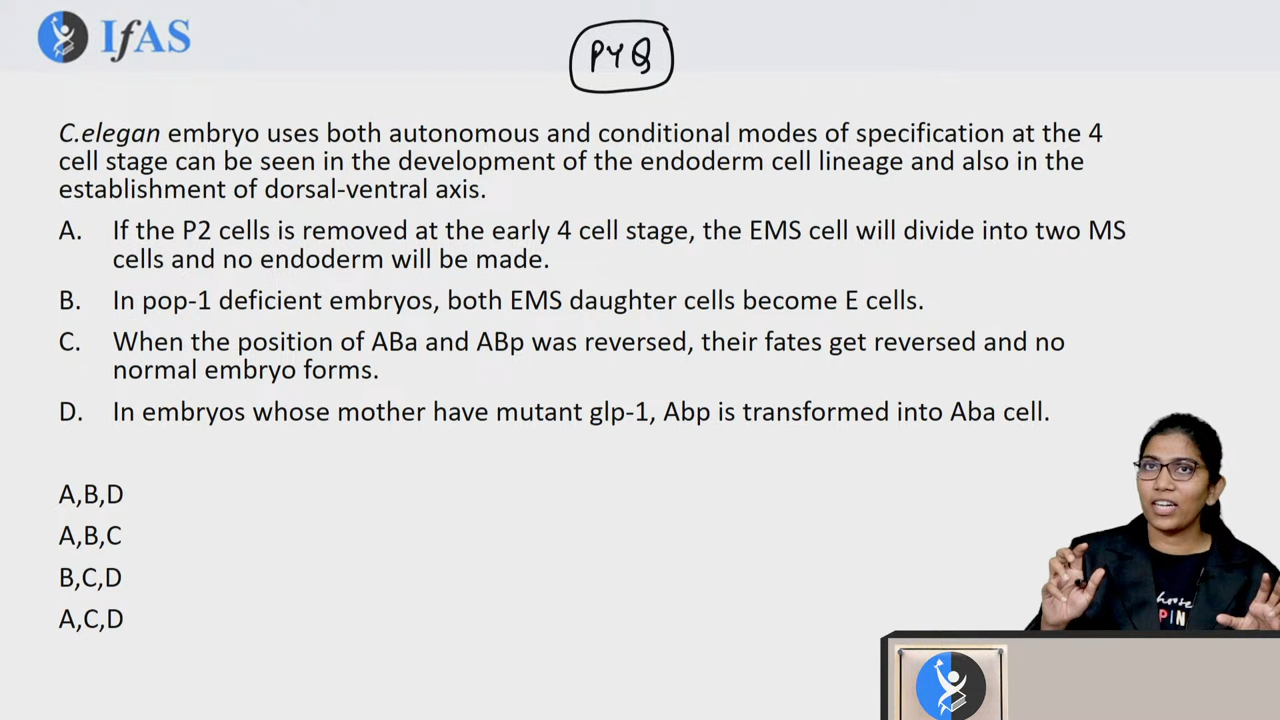 IfAS
PYQ
C.elegan embryo uses both autonomous and conditional modes of specification at the 4
cell stage can be seen in the development of the endoderm cell lineage and also in the
establishment of dorsal-ventral axis.
A. If the P2 cells is removed at the early 4 cell stage, the EMS cell will divide into two MS
cells and no endoderm will be made.
B. In pop-1 deficient embryos, both EMS daughter cells become E cells.
C. When the position of ABa and ABp was reversed, their fates get reversed and no
normal embryo forms.
D. In embryos whose mother have mutant glp-1, Abp is transformed into Aba cell.
A,B,D
A,B,C
B,C,D
A,C,D
PIN